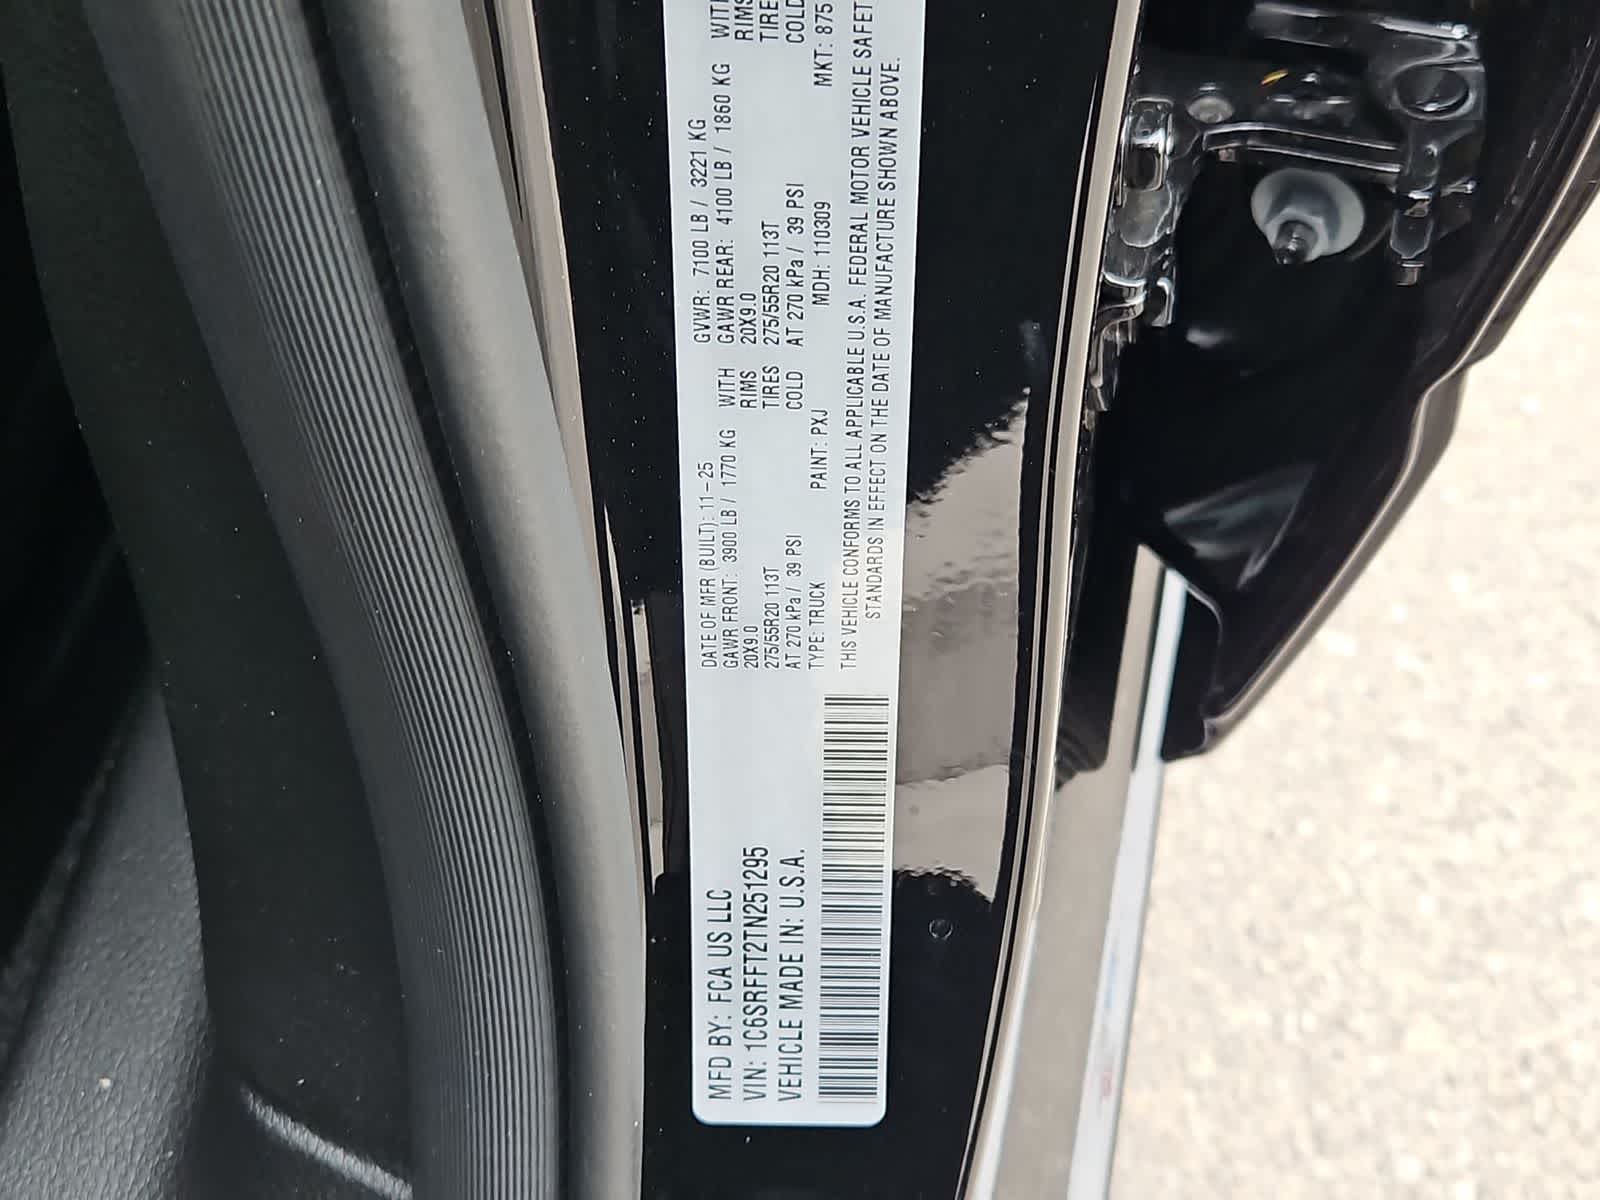 MFD BY: FCA US LLC
VIN: 1C6SRFFT2TN251295
VEHICLE MADE IN: U.S.A.
DATE OF MFR (BUILT): 11-25 GVWR: 7100 LB / 3221 KG
GAWR FRONT: 3900 LB / 1770 KG WITH GAWR REAR: 4100 LB / 1860 KG WITH
20X9.0 RIMS 20X9.0 RIMS
275/55R20 113T TIRES 275/55R20 113T TIRES
AT 270 kPa / 39 PSI COLD AT 270 kPa / 39 PSI COLD
TYPE: TRUCK PAINT: PXJ MDH: 110309 MKT: 875
THIS VEHICLE CONFORMS TO ALL APPLICABLE U.S.A. FEDERAL MOTOR VEHICLE SAFET
STANDARDS IN EFFECT ON THE DATE OF MANUFACTURE SHOWN ABOVE.